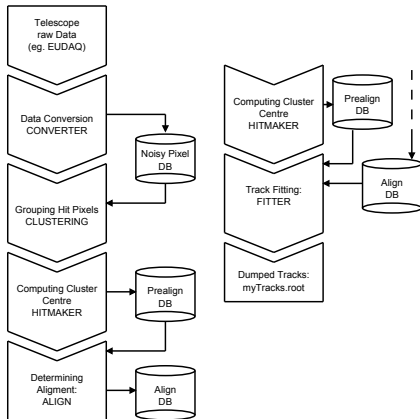 Telescope
raw Data
(eg. EUDAQ)
Data Conversion
CONVERTER
Noisy Pixel
DB
Grouping Hit Pixels
CLUSTERING
Computing Cluster
Centre
HITMAKER
Prealign
DB
Determining
Aligment:
ALIGN
Align
DB
Computing Cluster
Centre
HITMAKER
Prealign
DB
Track Fitting:
FITTER
Align
DB
Dumped Tracks:
myTracks.root